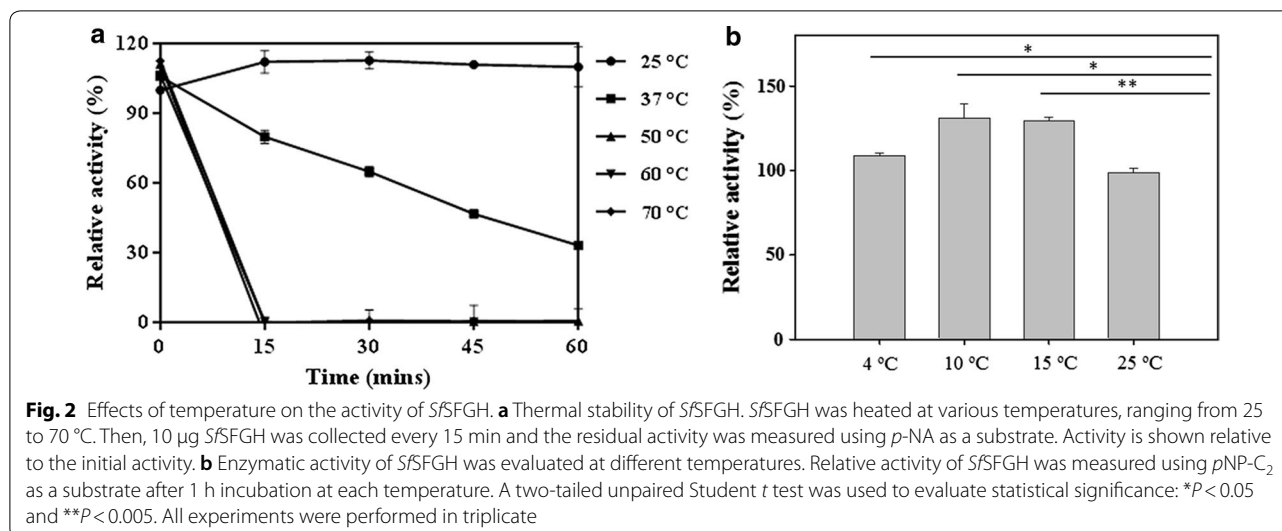 a
120
90
60
30
0
Relative activity (%)
0 15 30 45 60
Time (mins)
25 °C
37 °C
50 °C
60 °C
70 °C
b
* 
*
**
150
100
50
0
Relative activity (%)
4 °C 10 °C 15 °C 25 °C
Fig. 2 Effects of temperature on the activity of SfSFGH. a Thermal stability of SfSFGH. SfSFGH was heated at various temperatures, ranging from 25
to 70 °C. Then, 10 μg SfSFGH was collected every 15 min and the residual activity was measured using p-NA as a substrate. Activity is shown relative
to the initial activity. b Enzymatic activity of SfSFGH was evaluated at different temperatures. Relative activity of SfSFGH was measured using pNP-C₂
as a substrate after 1 h incubation at each temperature. A two-tailed unpaired Student t test was used to evaluate statistical significance: *P < 0.05
and **P < 0.005. All experiments were performed in triplicate